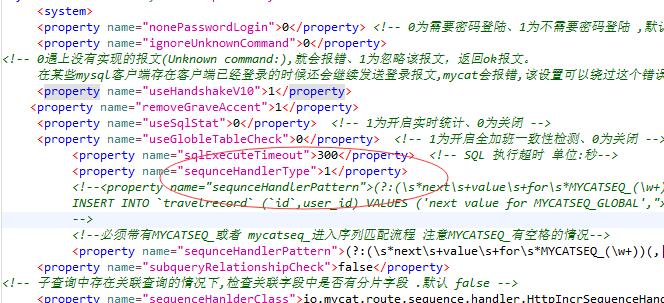 <system>
<property name="nonePasswordLogin">0</property> <!-- 0为需要密码登陆、1为不需要密码登陆 ,默认
<property name="ignoreUnknownCommand">0</property>
<!-- 0遇上没有实现的报文(Unknown command:),就会报错、1为忽略该报文，返回ok报文。
在某些mysql客户端存在客户端已经登录的时候还会继续发送登录报文,mycat会报错,该设置可以绕过这个错误
<property name="useHandshakeV10">1</property>
<property name="removeGraveAccent">1</property>
<property name="useSqlStat">0</property> <!-- 1为开启实时统计、0为关闭 -->
<property name="useGlobleTableCheck">0</property> <!-- 1为开启全加班一致性检测、0为关闭 -->
<property name="sqlExecuteTimeout">300</property> <!-- SQL 执行超时 单位:秒-->
<property name="sequnceHandlerType">1</property>
<!--<property name="sequnceHandlerPattern">(?:(\s*next\s+value\s+for\s*MYCATSEQ_(\w+
INSERT INTO `travelrecord` (`id`,user_id) VALUES ('next value for MYCATSEQ_GLOBAL',"x
-->
<!--必须带有MYCATSEQ_或者 mycatseq_进入序列匹配流程 注意MYCATSEQ_有空格的情况-->
<property name="sequnceHandlerPattern">(?:(\s*next\s+value\s+for\s*MYCATSEQ_(\w+))(,|
<property name="subqueryRelationshipCheck">false</property>
<!-- 子查询中存在关联查询的情况下,检查关联字段中是否有分片字段 .默认 false -->
<property name="sequenceHanlderClass">io.mycat.route.sequence.handler.HttpIncrSequenceHand